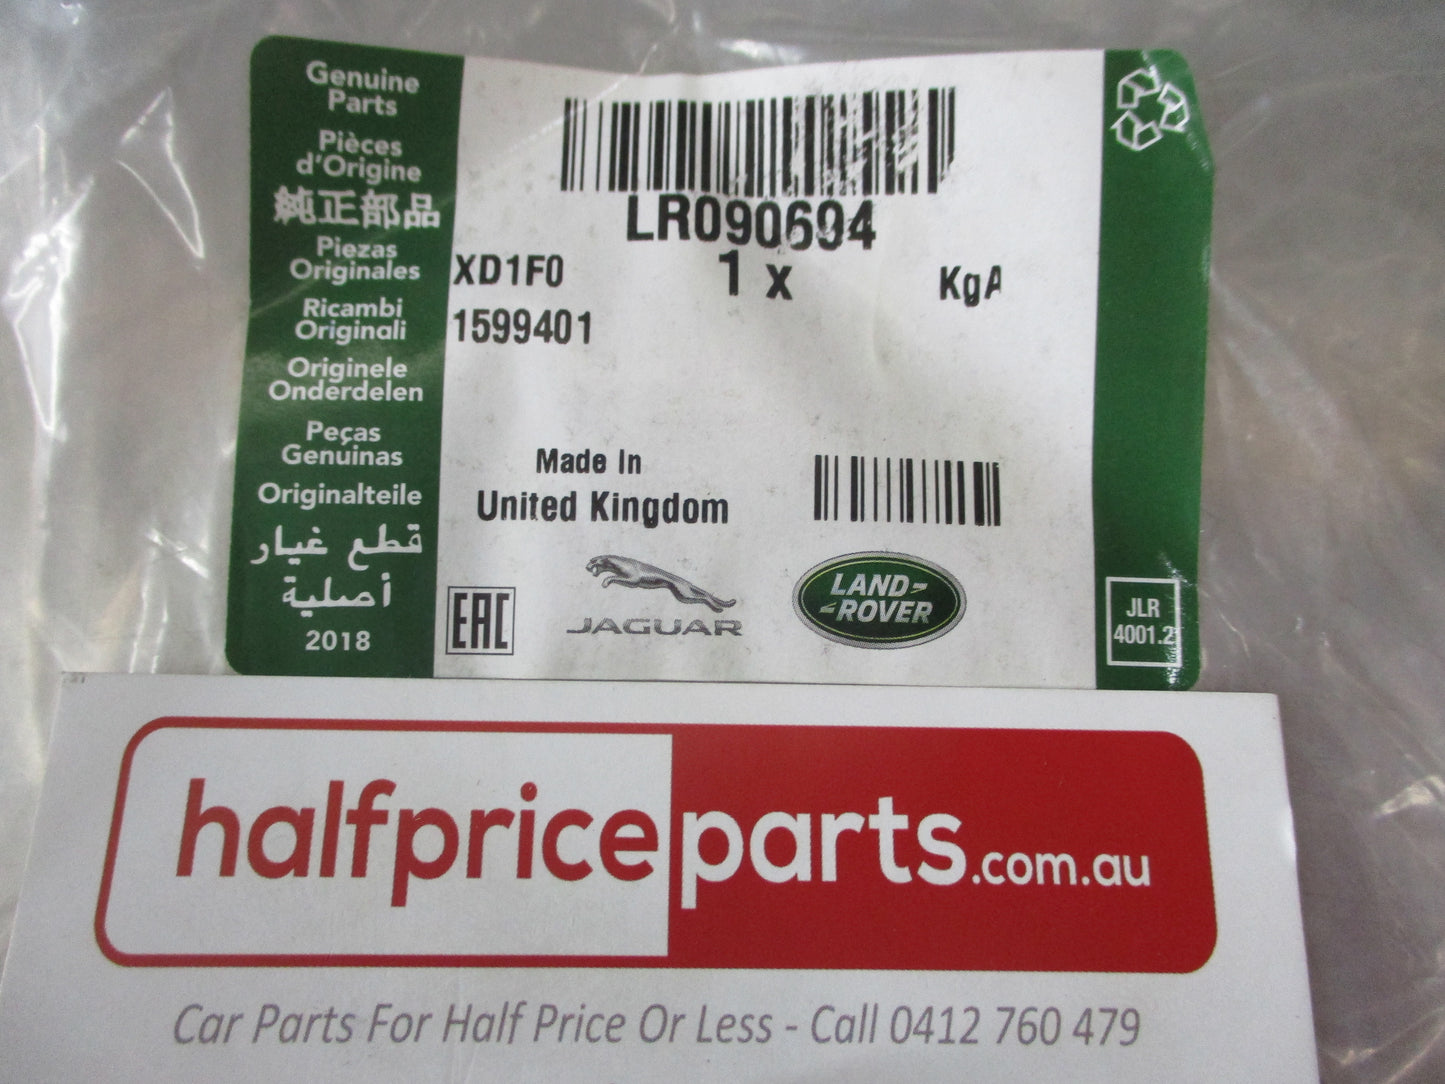 Genuine
Parts
Pièces
d'Origine
純正部品
Piezas
Originales
Ricambi
Originali
Originele
Onderdelen
Peças
Genuinas
Originalteile
قطع غيار
أصلية
2018
LR090694
XD1F0
1 x
KgA
1599401
Made In
United Kingdom
EAC
JAGUAR
LAND-
-ROVER
JLR
4001.2
halfpriceparts.com.au
Car Parts For Half Price Or Less - Call 0412 760 479